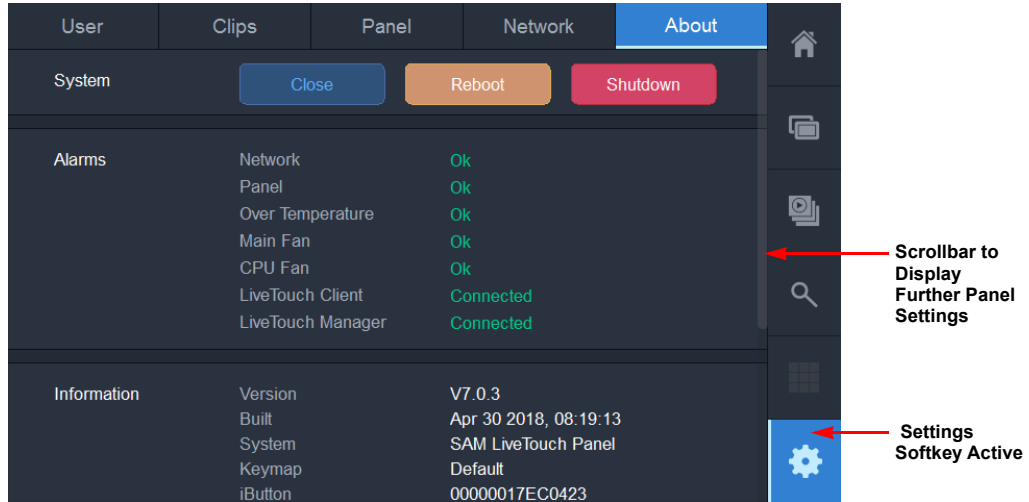 User Clips Panel Network About
System Close Reboot Shutdown
Alarms Network Ok
Panel Ok
Over Temperature Ok
Main Fan Ok
CPU Fan Ok
LiveTouch Client Connected
LiveTouch Manager Connected
Scrollbar to
Display
Further Panel
Settings
Information Version V7.0.3
Built Apr 30 2018, 08:19:13
System SAM LiveTouch Panel
Keymap Default
iButton 00000017EC0423
Settings
Softkey Active